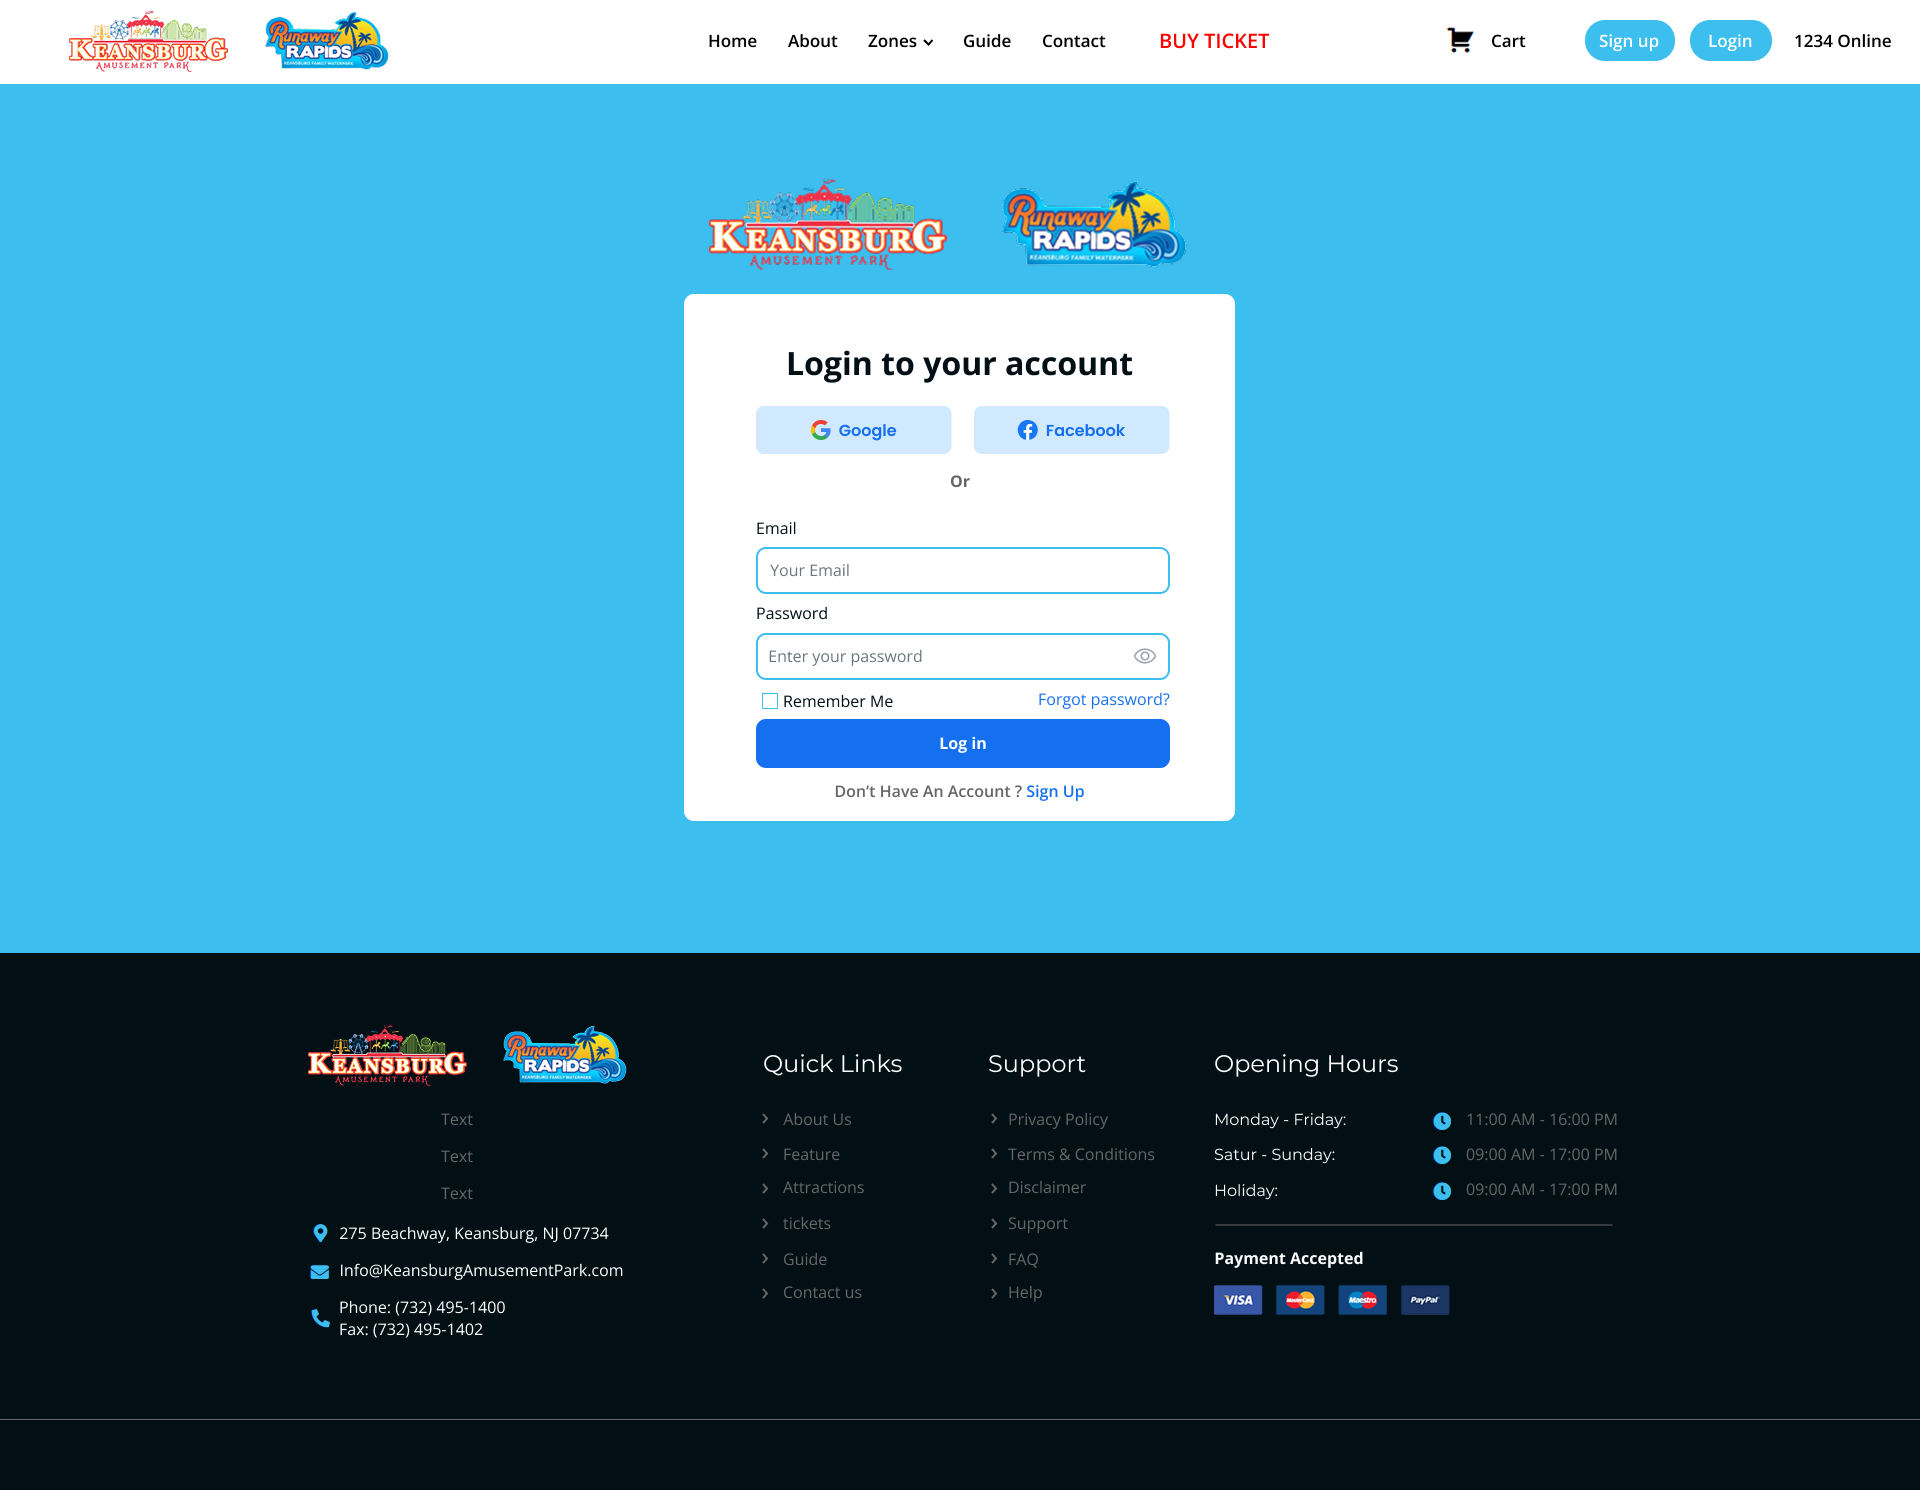 KEANSBURG
AMUSEMENT PARK
Runaway
RAPIDS
KEANSBURG FAMILY WATERPARK
Home
About
Zones
Guide
Contact
BUY TICKET
Cart
Sign up
Login
1234 Online
KEANSBURG
AMUSEMENT PARK
Runaway
RAPIDS
KEANSBURG FAMILY WATERPARK
Login to your account
Google
Facebook
Or
Email
Your Email
Password
Enter your password
Remember Me
Forgot password?
Log in
Don’t Have An Account ? Sign Up
KEANSBURG
AMUSEMENT PARK
Runaway
RAPIDS
KEANSBURG FAMILY WATERPARK
Text
Text
Text
275 Beachway, Keansburg, NJ 07734
Info@KeansburgAmusementPark.com
Phone: (732) 495-1400
Fax: (732) 495-1402
Quick Links
About Us
Feature
Attractions
tickets
Guide
Contact us
Support
Privacy Policy
Terms & Conditions
Disclaimer
Support
FAQ
Help
Opening Hours
Monday - Friday: 11:00 AM - 16:00 PM
Satur - Sunday: 09:00 AM - 17:00 PM
Holiday: 09:00 AM - 17:00 PM
Payment Accepted
VISA
MasterCard
Maestro
PayPal